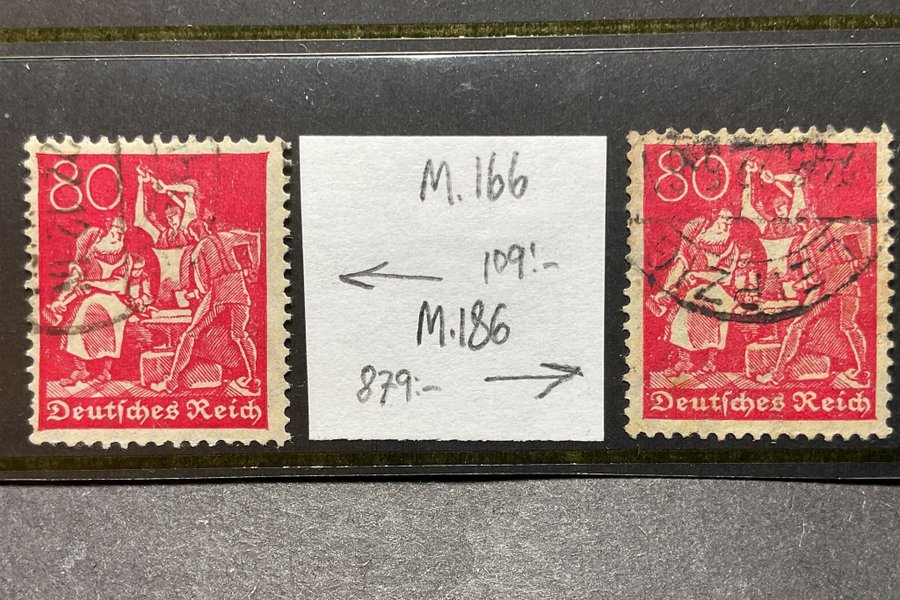 80
Deutsches Reich
M.166
109:-
M.186
879:-
80
Deutsches Reich